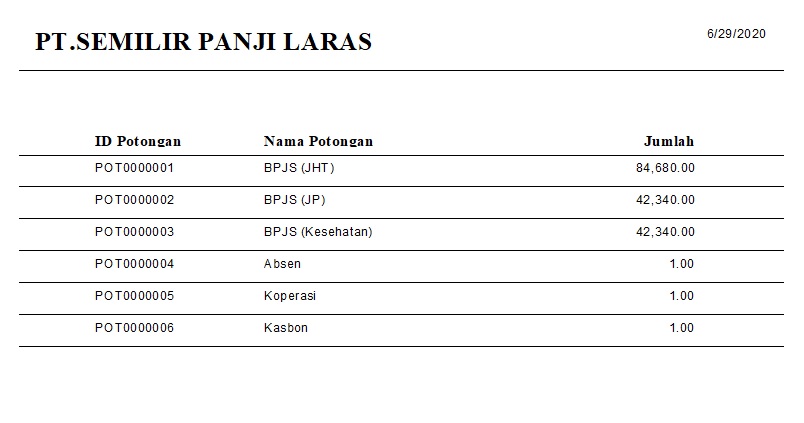 PT.SEMILIR PANJI LARAS 6/29/2020
ID Potongan Nama Potongan Jumlah
POT0000001 BPJS (JHT) 84,680.00
POT0000002 BPJS (JP) 42,340.00
POT0000003 BPJS (Kesehatan) 42,340.00
POT0000004 Absen 1.00
POT0000005 Koperasi 1.00
POT0000006 Kasbon 1.00